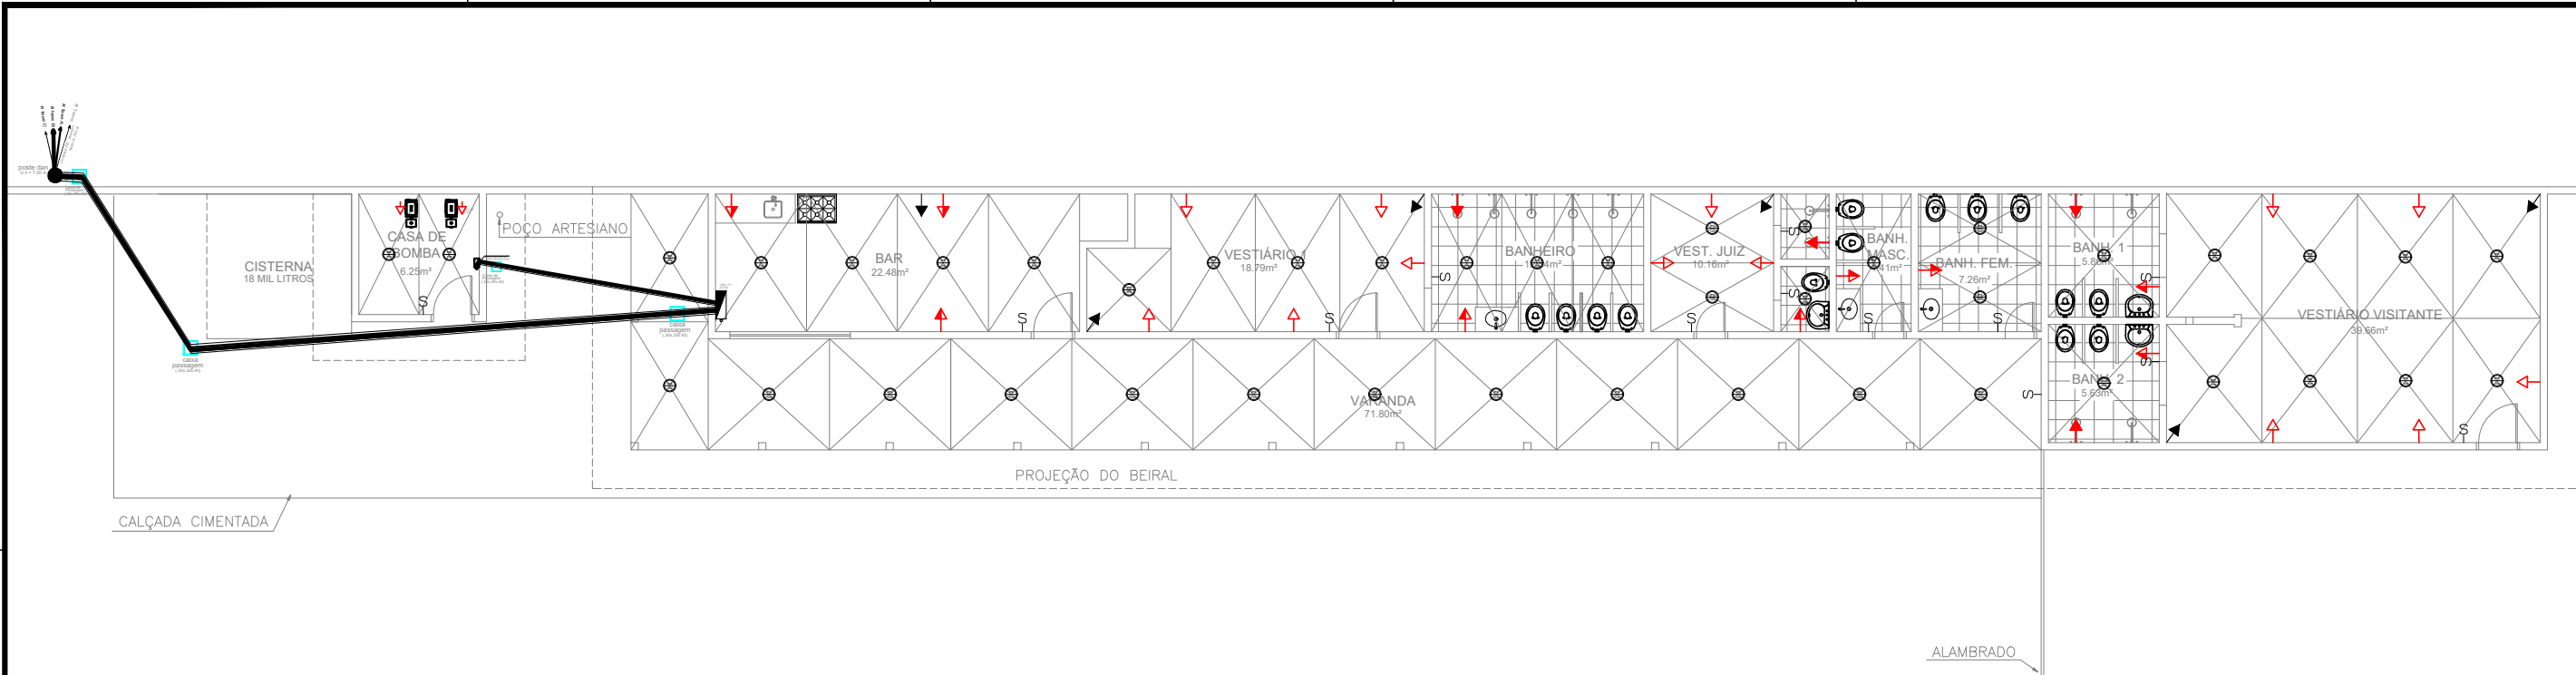 poste dan
CISTERNA
18 MIL LITROS
CASA DE
BOMBA
6.25m²
S
POÇO ARTESIANO
caixa
passagem
caixa
passagem
BAR
22.48m²
S
VESTIÁRIO 1
18.79m²
S
S
BANHEIRO
VEST. JUIZ
10.16m²
S
S
S
BANH.
MASC.
S
BANH. FEM.
7.26m²
S
BANH. 1
S
S
BANH. 2
5.63m²
VESTIÁRIO VISITANTE
39.66m²
S
VARANDA
71.80m²
S
PROJEÇÃO DO BEIRAL
CALÇADA CIMENTADA
ALAMBRADO